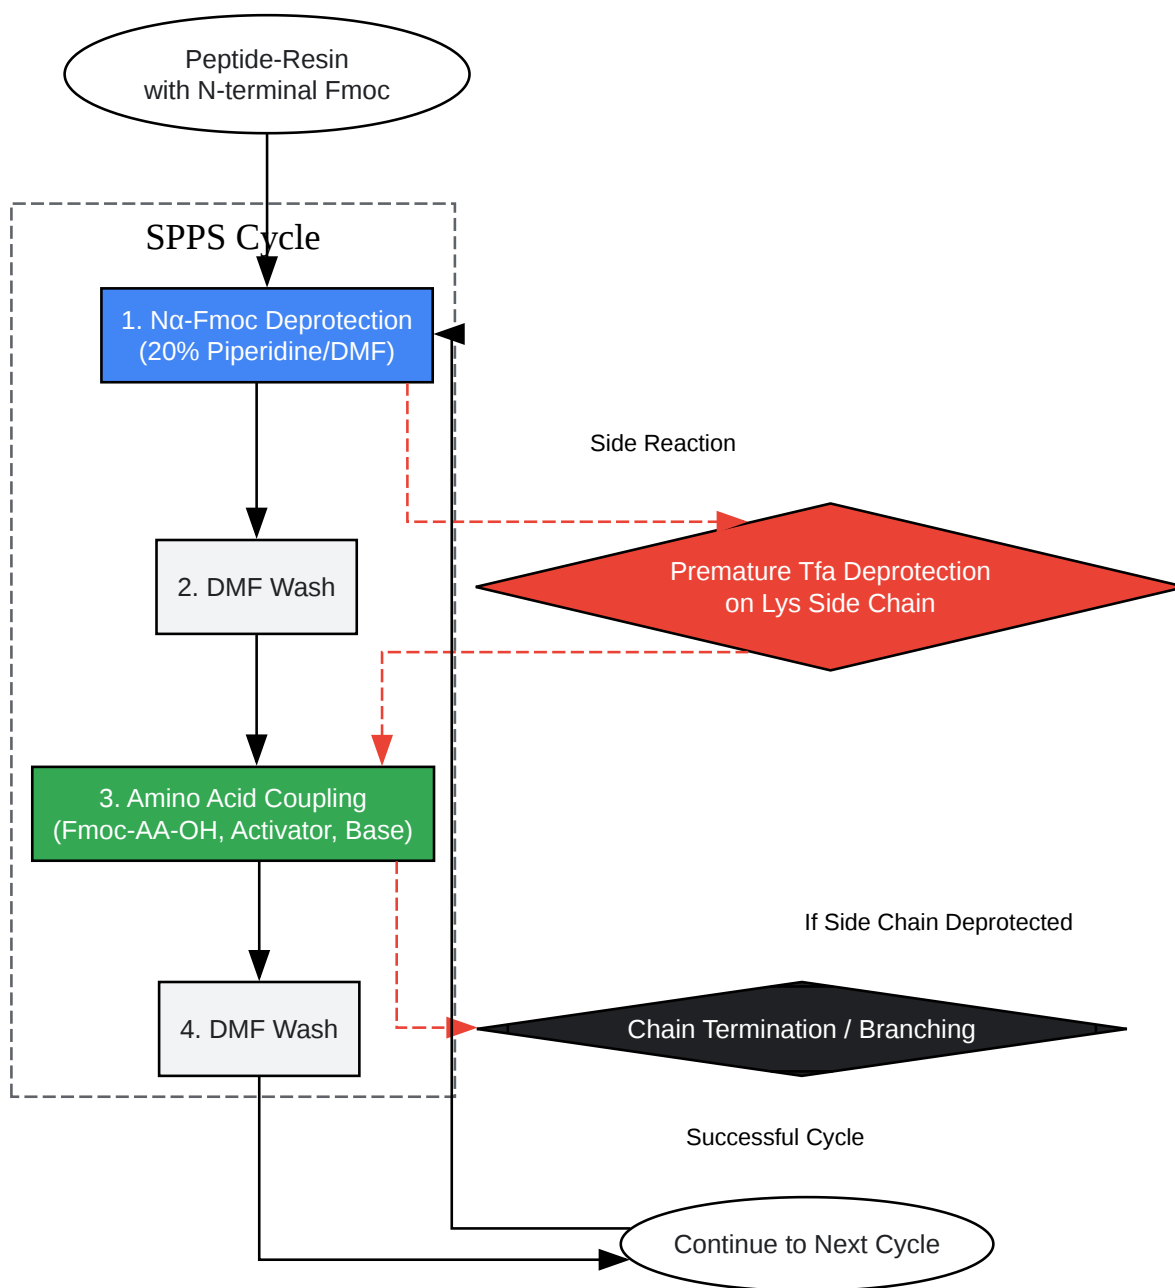 Peptide-Resin
with N-terminal Fmoc
SPPS Cycle
1. Nα-Fmoc Deprotection
(20% Piperidine/DMF)
Side Reaction
Premature Tfa Deprotection
on Lys Side Chain
2. DMF Wash
3. Amino Acid Coupling
(Fmoc-AA-OH, Activator, Base)
If Side Chain Deprotected
4. DMF Wash
Chain Termination / Branching
Successful Cycle
Continue to Next Cycle